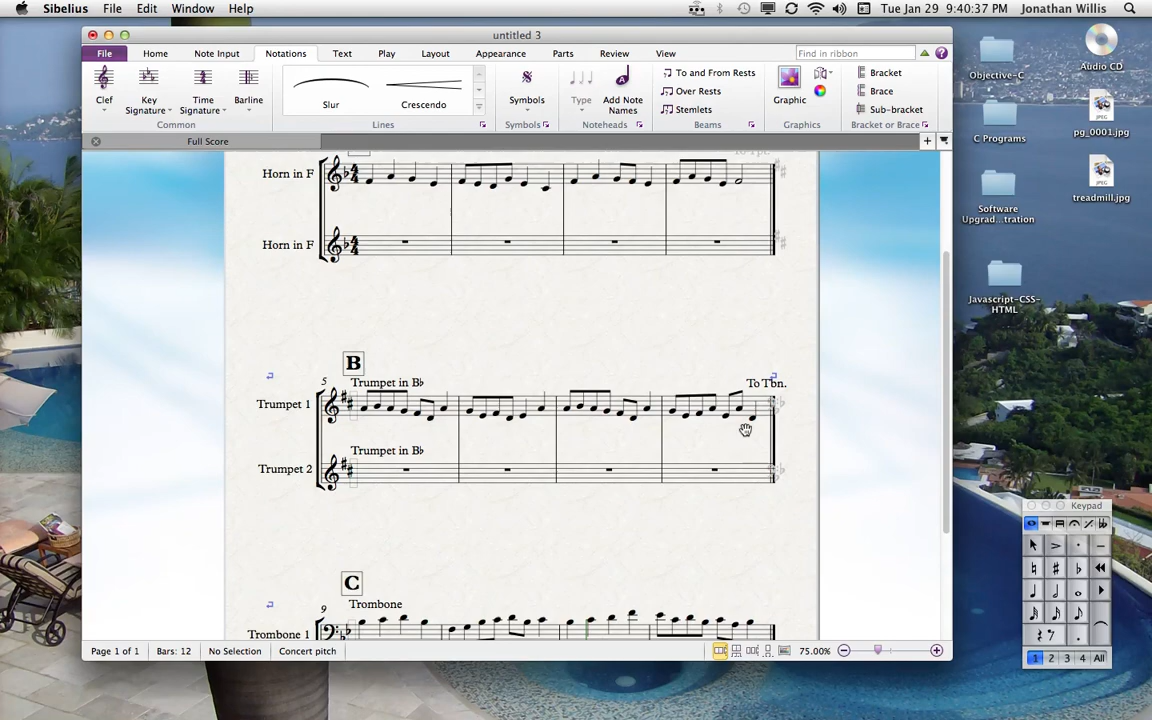 Sibelius File Edit Window Help Tue Jan 29 9:40:37 PM Jonathan Willis
untitled 3
File Home Note Input Notations Text Play Layout Appearance Parts Review View Find in ribbon
Clef Key Signature Time Signature Barline
Common
Slur Crescendo
Lines
Symbols
Symbols
Type Add Note Names
Noteheads
To and From Rests
Over Rests
Stemlets
Beams
Graphic
Graphics
Bracket
Brace
Sub-bracket
Bracket or Brace
Full Score
Horn in F
Horn in F
B
5 Trumpet in B♭ To Tbn.
Trumpet 1
Trumpet in B♭
Trumpet 2
C
9 Trombone
Trombone 1
Page 1 of 1 Bars: 12 No Selection Concert pitch 75.00%
Objective-C
Audio CD
C Programs
pg_0001.jpg
Software Upgrad...tration
treadmill.jpg
Javascript-CSS-HTML
Keypad
1 2 3 4 All